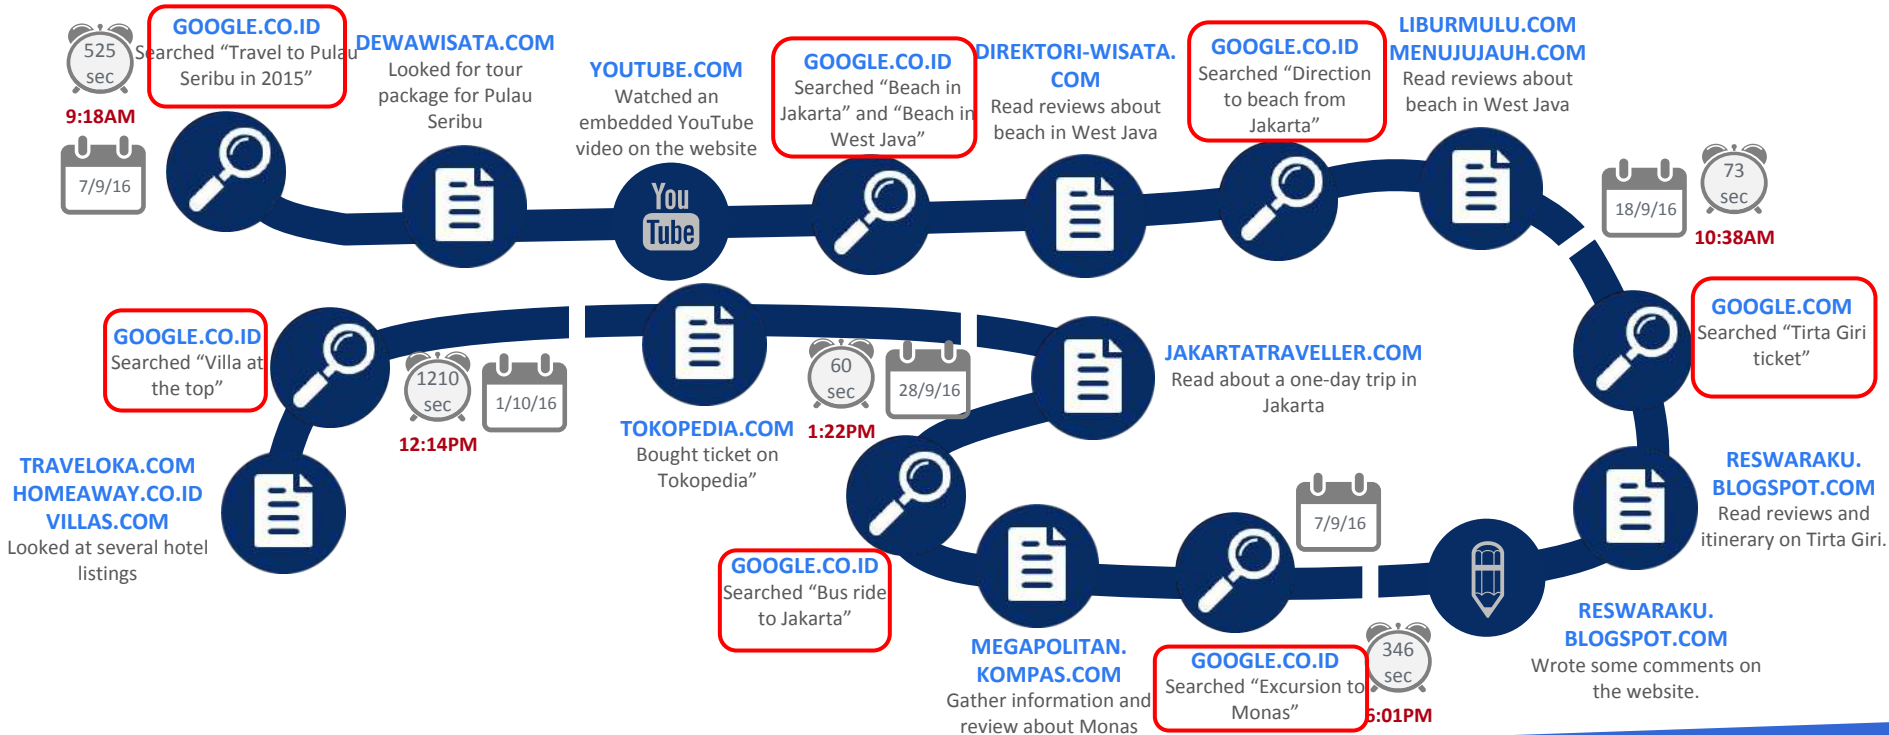 525
sec
9:18AM
7/9/16
GOOGLE.CO.ID
Searched “Travel to Pulau
Seribu in 2015”
DEWAWISATA.COM
Looked for tour
package for Pulau
Seribu
YOUTUBE.COM
Watched an
embedded YouTube
video on the website
You
Tube
GOOGLE.CO.ID
Searched “Beach in
Jakarta” and “Beach in
West Java”
DIREKTORI-WISATA.
COM
Read reviews about
beach in West Java
GOOGLE.CO.ID
Searched “Direction
to beach from
Jakarta”
LIBURMULU.COM
MENUJUJAUH.COM
Read reviews about
beach in West Java
18/9/16
73
sec
10:38AM
GOOGLE.COM
Searched “Tirta Giri
ticket”
RESWARAKU.
BLOGSPOT.COM
Read reviews and
itinerary on Tirta Giri.
RESWARAKU.
BLOGSPOT.COM
Wrote some comments on
the website.
7/9/16
346
sec
6:01PM
GOOGLE.CO.ID
Searched “Excursion to
Monas”
MEGAPOLITAN.
KOMPAS.COM
Gather information and
review about Monas
GOOGLE.CO.ID
Searched “Bus ride
to Jakarta”
JAKARTATRAVELLER.COM
Read about a one-day trip in
Jakarta
28/9/16
60
sec
1:22PM
TOKOPEDIA.COM
Bought ticket on
Tokopedia”
1/10/16
1210
sec
12:14PM
GOOGLE.CO.ID
Searched “Villa at
the top”
TRAVELOKA.COM
HOMEAWAY.CO.ID
VILLAS.COM
Looked at several hotel
listings